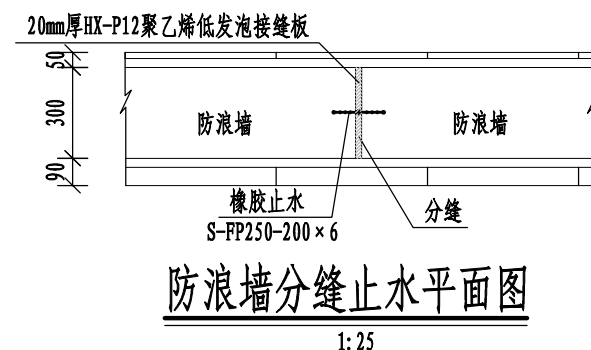 20mm厚HX-P12聚乙烯低发泡接缝板
50
300
90
防浪墙
防浪墙
橡胶止水
S-FP250-200×6
分缝
防浪墙分缝止水平面图
1:25